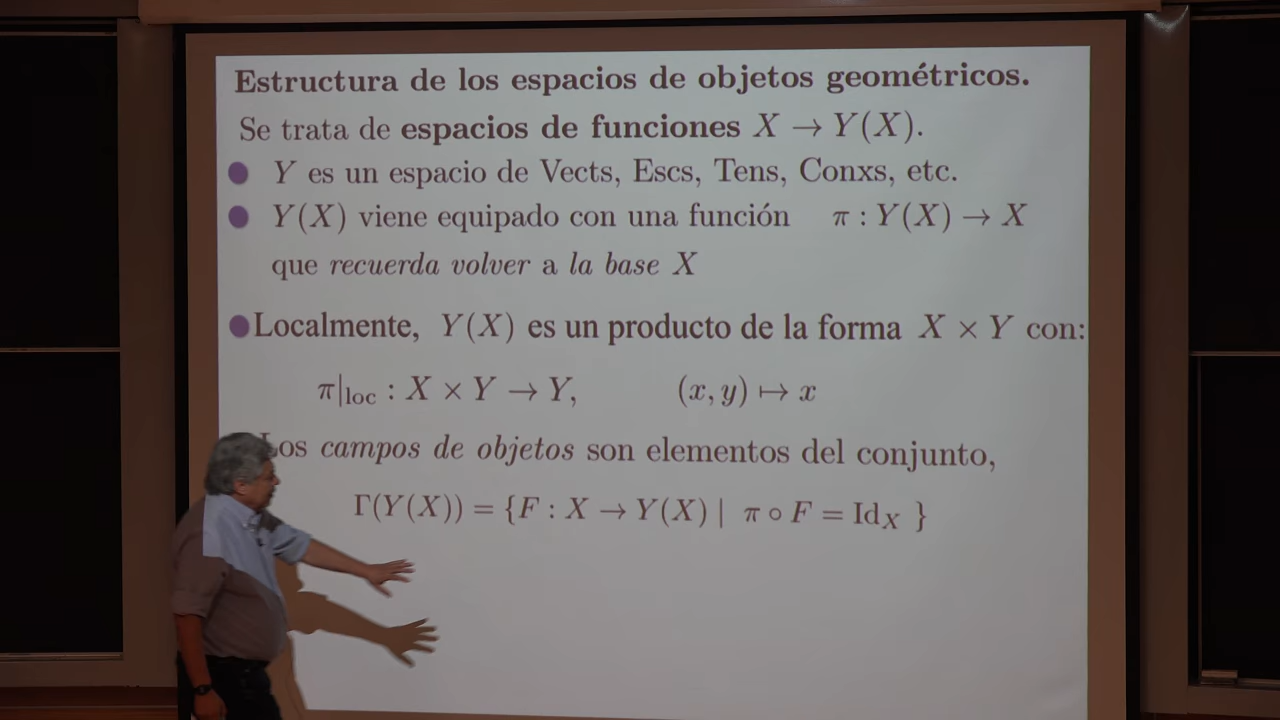 Estructura de los espacios de objetos geométricos.
Se trata de espacios de funciones X → Y(X).
Y es un espacio de Vects, Escs, Tens, Conxs, etc.
Y(X) viene equipado con una función π : Y(X) → X
que recuerda volver a la base X
Localmente, Y(X) es un producto de la forma X × Y con:
π|loc : X × Y → Y, (x, y) ↦ x
Los campos de objetos son elementos del conjunto,
Γ(Y(X)) = {F : X → Y(X) | π ∘ F = Id_X }